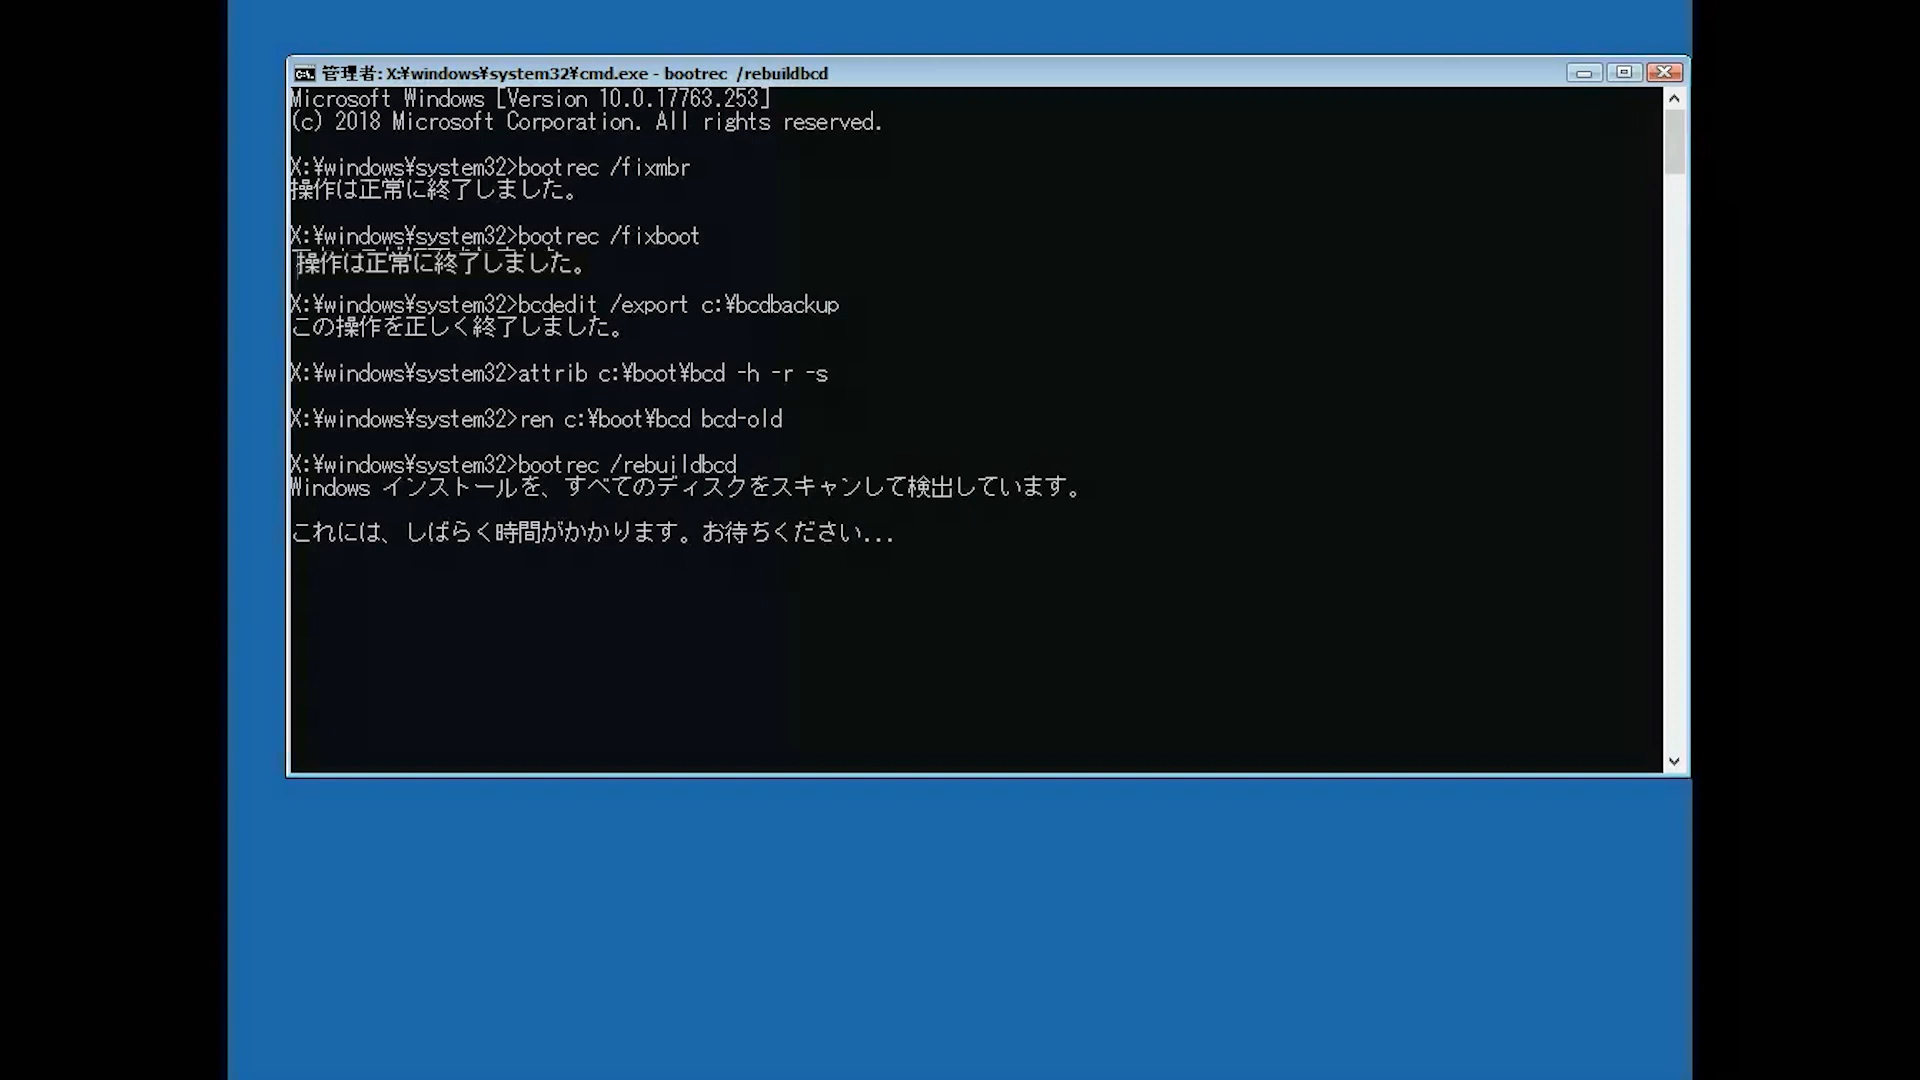 管理者: X:¥windows¥system32¥cmd.exe - bootrec /rebuildbcd
Microsoft Windows [Version 10.0.17763.253]
(c) 2018 Microsoft Corporation. All rights reserved.
X:¥windows¥system32>bootrec /fixmbr
操作は正常に終了しました。
X:¥windows¥system32>bootrec /fixboot
操作は正常に終了しました。
X:¥windows¥system32>bcdedit /export c:¥bcdbackup
この操作を正しく終了しました。
X:¥windows¥system32>attrib c:¥boot¥bcd -h -r -s
X:¥windows¥system32>ren c:¥boot¥bcd bcd-old
X:¥windows¥system32>bootrec /rebuildbcd
Windows インストールを、すべてのディスクをスキャンして検出しています。
これには、しばらく時間がかかります。お待ちください...